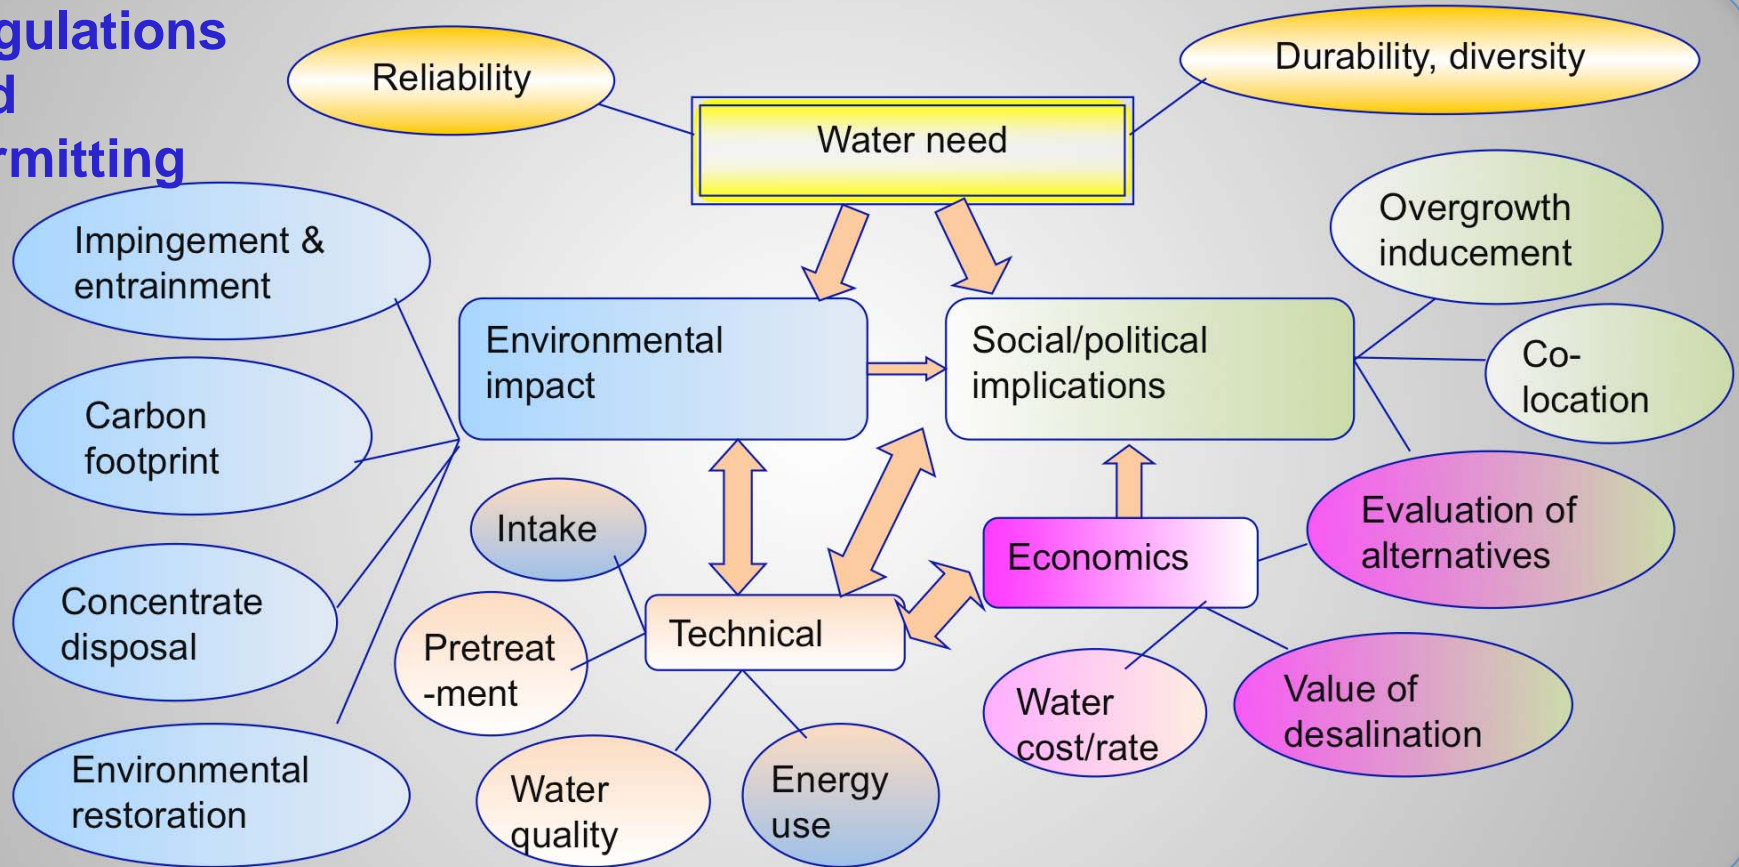 gulations
d
rmitting
Reliability
Durability, diversity
Water need
Impingement &
entrainment
Overgrowth
inducement
Environmental
impact
Social/political
implications
Co-
location
Carbon
footprint
Intake
Economics
Evaluation of
alternatives
Concentrate
disposal
Pretreat
-ment
Technical
Water
cost/rate
Value of
desalination
Environmental
restoration
Water
quality
Energy
use